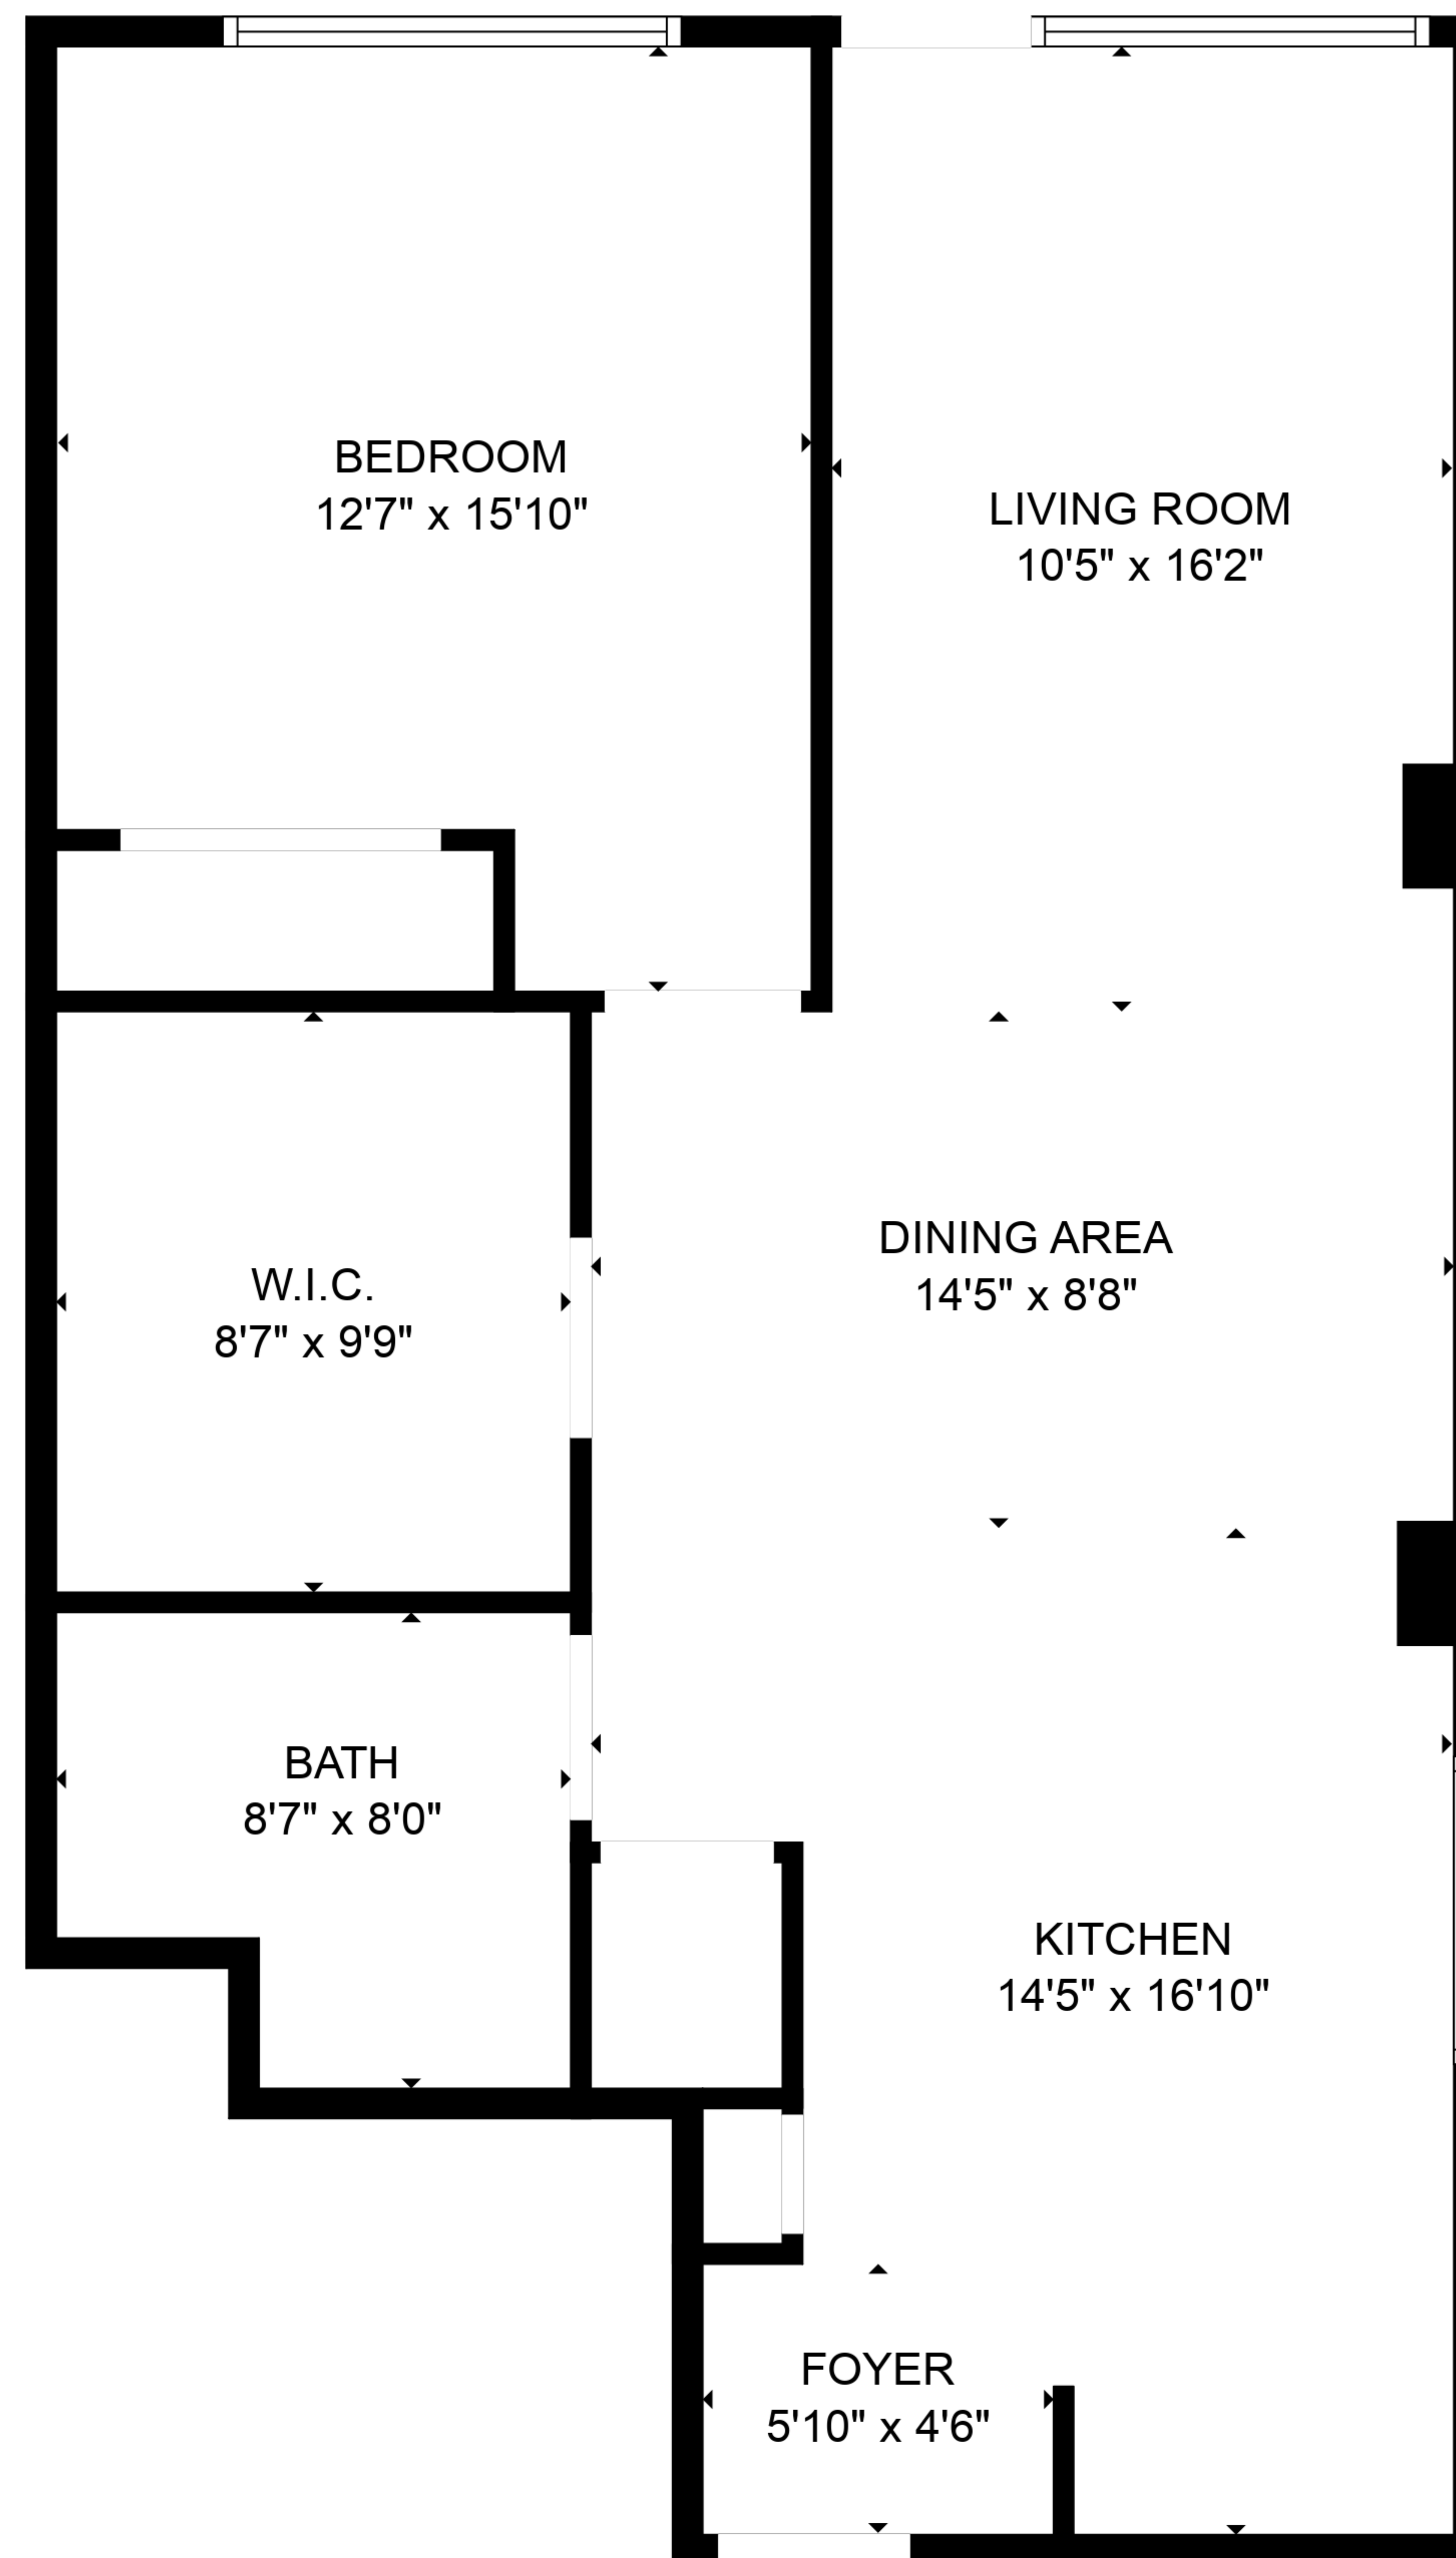 BEDROOM
12'7" x 15'10"
LIVING ROOM
10'5" x 16'2"
DINING AREA
14'5" x 8'8"
W.I.C.
8'7" x 9'9"
BATH
8'7" x 8'0"
KITCHEN
14'5" x 16'10"
FOYER
5'10" x 4'6"